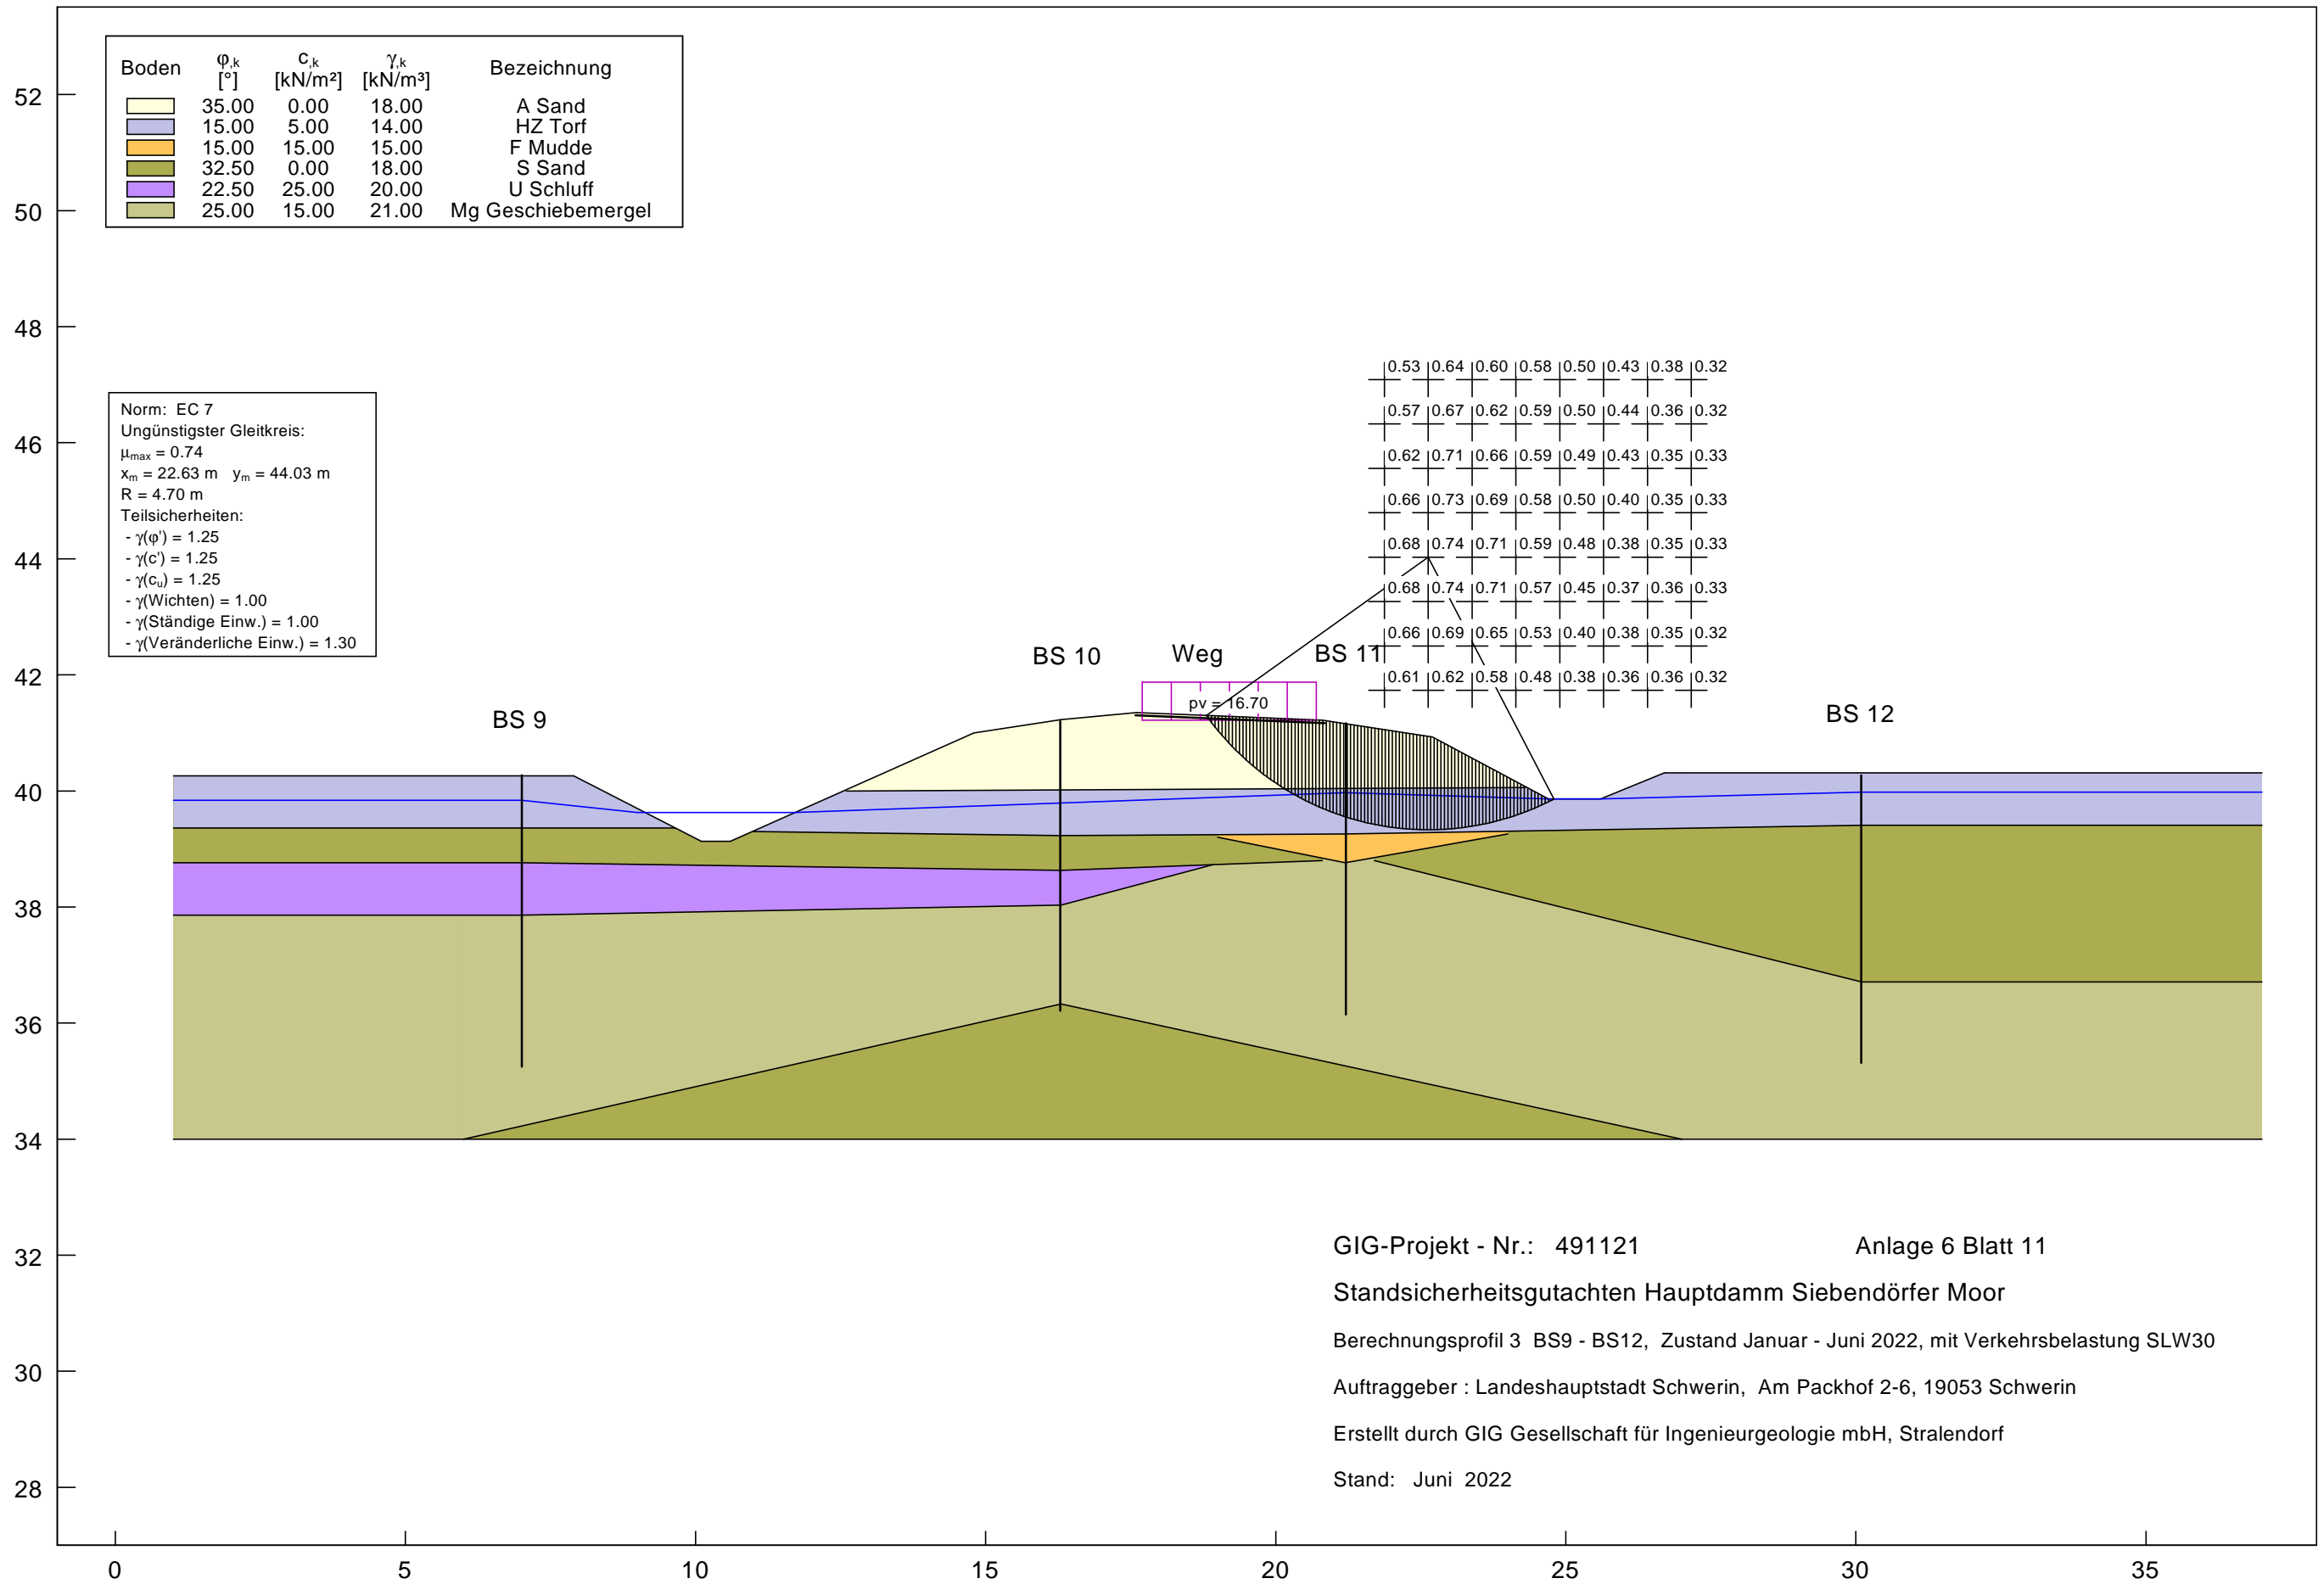 Boden φ,k c,k γ,k Bezeichnung
[°] [kN/m²] [kN/m³]
35.00 0.00 18.00 A Sand
15.00 5.00 14.00 HZ Torf
15.00 15.00 15.00 F Mudde
32.50 0.00 18.00 S Sand
22.50 25.00 20.00 U Schluff
25.00 15.00 21.00 Mg Geschiebemergel
52
50
48
46
44
42
40
38
36
34
32
30
28
Norm: EC 7
Ungünstigster Gleitkreis:
μmax = 0.74
xm = 22.63 m ym = 44.03 m
R = 4.70 m
Teilsicherheiten:
- γ(φ') = 1.25
- γ(c') = 1.25
- γ(cu) = 1.25
- γ(Wichten) = 1.00
- γ(Ständige Einw.) = 1.00
- γ(Veränderliche Einw.) = 1.30
0.53 0.64 0.60 0.58 0.50 0.43 0.38 0.32
0.57 0.67 0.62 0.59 0.50 0.44 0.36 0.32
0.62 0.71 0.66 0.59 0.49 0.43 0.35 0.33
0.66 0.73 0.69 0.58 0.50 0.40 0.35 0.33
0.68 0.74 0.71 0.59 0.48 0.38 0.35 0.33
0.68 0.74 0.71 0.57 0.45 0.37 0.36 0.33
0.66 0.69 0.65 0.53 0.40 0.38 0.35 0.32
0.61 0.62 0.58 0.48 0.38 0.36 0.36 0.32
BS 9
BS 10
Weg
BS 11
BS 12
pv = 16.70
GIG-Projekt - Nr.: 491121 Anlage 6 Blatt 11
Standsicherheitsgutachten Hauptdamm Siebendörfer Moor
Berechnungsprofil 3 BS9 - BS12, Zustand Januar - Juni 2022, mit Verkehrsbelastung SLW30
Auftraggeber : Landeshauptstadt Schwerin, Am Packhof 2-6, 19053 Schwerin
Erstellt durch GIG Gesellschaft für Ingenieurgeologie mbH, Stralendorf
Stand: Juni 2022
0 5 10 15 20 25 30 35